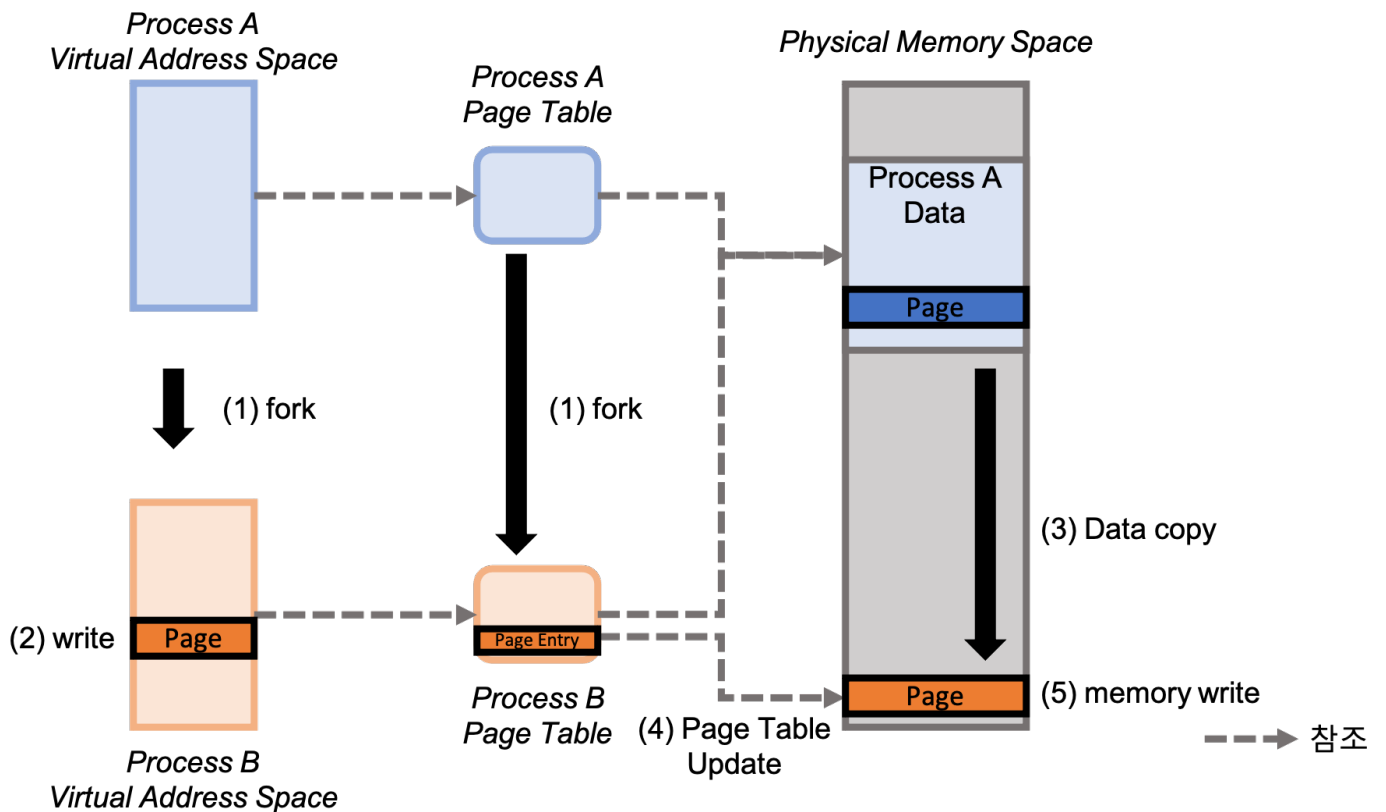 Process A
Virtual Address Space
Process A
Page Table
Physical Memory Space
Process A
Data
Page
(1) fork
(1) fork
(3) Data copy
(2) write
Page
Page Entry
Page
(5) memory write
Process B
Page Table
(4) Page Table
Update
참조
Process B
Virtual Address Space